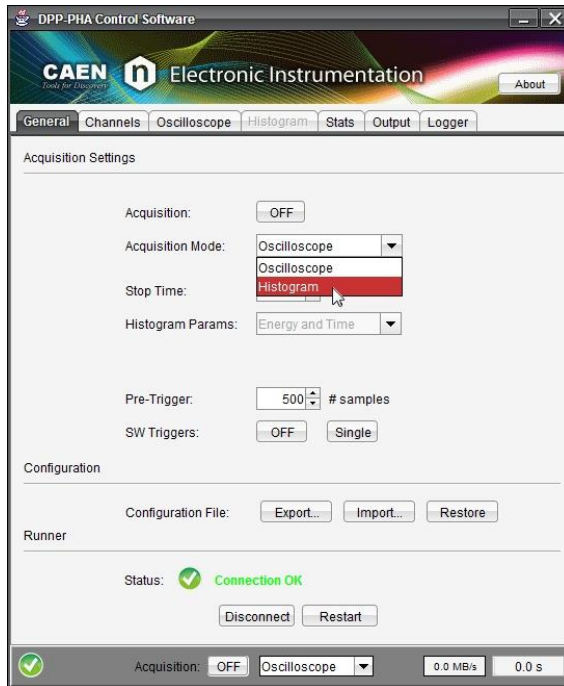 DPP-PHA Control Software
CAEN n Electronic Instrumentation
Tools for Discovery
About
General Channels Oscilloscope Histogram Stats Output Logger
Acquisition Settings
Acquisition: OFF
Acquisition Mode: Oscilloscope
Oscilloscope
Histogram
Stop Time:
Histogram Params: Energy and Time
Pre-Trigger: 500 # samples
SW Triggers: OFF Single
Configuration
Configuration File: Export... Import... Restore
Runner
Status: Connection OK
Disconnect Restart
Acquisition: OFF Oscilloscope 0.0 MB/s 0.0 s